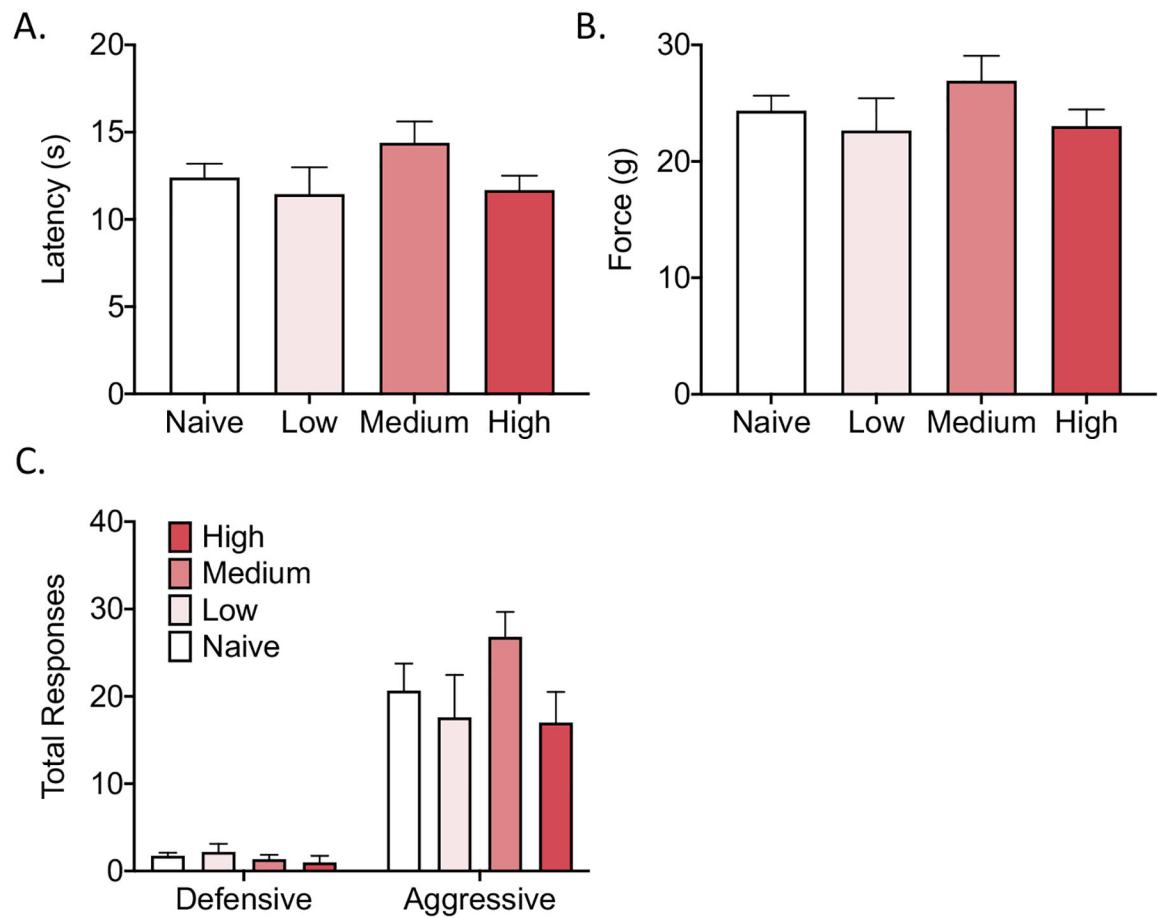 A.
20
15
10
5
0
Latency (s)
Naive Low Medium High
B.
30
20
10
0
Force (g)
Naive Low Medium High
C.
40
30
20
10
0
Total Responses
High
Medium
Low
Naive
Defensive Aggressive